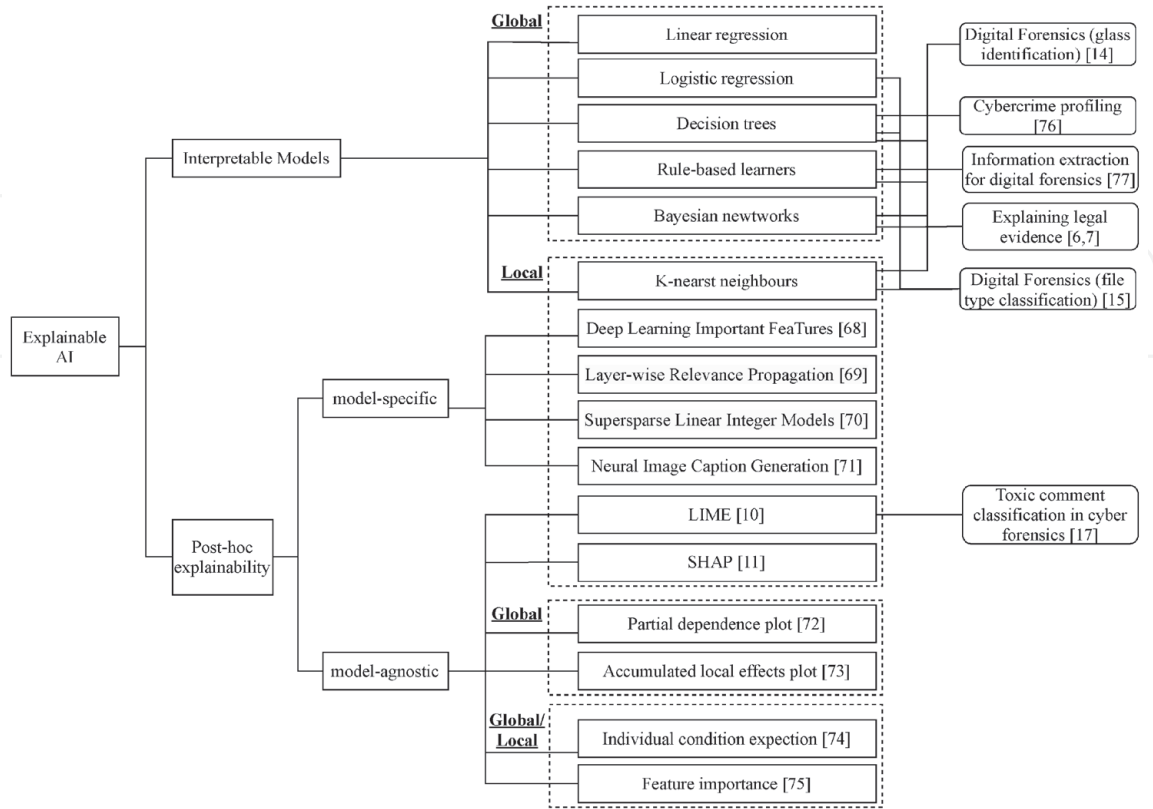 Explainable
AI
Interpretable Models
Post-hoc
explainability
model-specific
model-agnostic
Global
Linear regression
Logistic regression
Decision trees
Rule-based learners
Bayesian newtworks
Local
K-nearst neighbours
Deep Learning Important FeaTures [68]
Layer-wise Relevance Propagation [69]
Supersparse Linear Integer Models [70]
Neural Image Caption Generation [71]
LIME [10]
SHAP [11]
Global
Partial dependence plot [72]
Accumulated local effects plot [73]
Global/
Local
Individual condition expection [74]
Feature importance [75]
Digital Forensics (glass
identification) [14]
Cybercrime profiling
[76]
Information extraction
for digital forensics [77]
Explaining legal
evidence [6,7]
Digital Forensics (file
type classification) [15]
Toxic comment
classification in cyber
forensics [17]